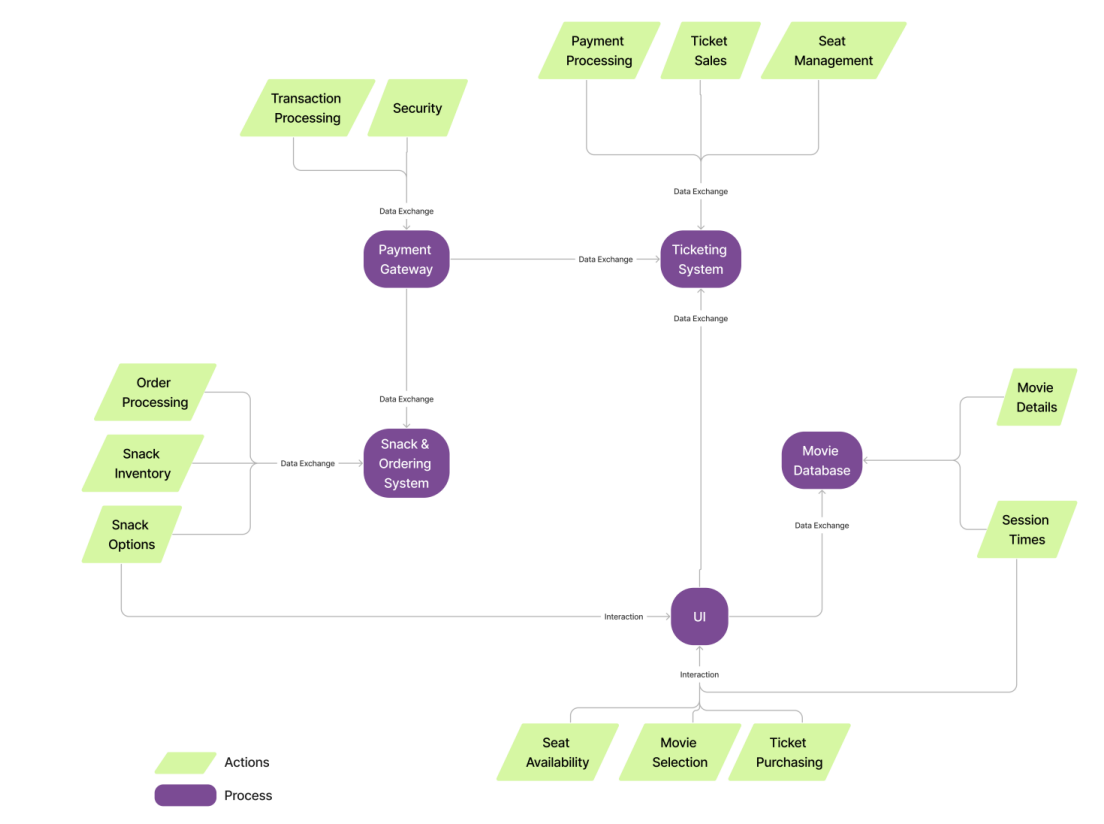 Payment
Processing
Ticket
Sales
Seat
Management
Transaction
Processing
Security
Data Exchange
Data Exchange
Payment
Gateway
Data Exchange
Ticketing
System
Data Exchange
Order
Processing
Data Exchange
Movie
Details
Snack
Inventory
Data Exchange
Snack &
Ordering
System
Movie
Database
Snack
Options
Data Exchange
Session
Times
Interaction
UI
Interaction
Seat
Availability
Movie
Selection
Ticket
Purchasing
Actions
Process